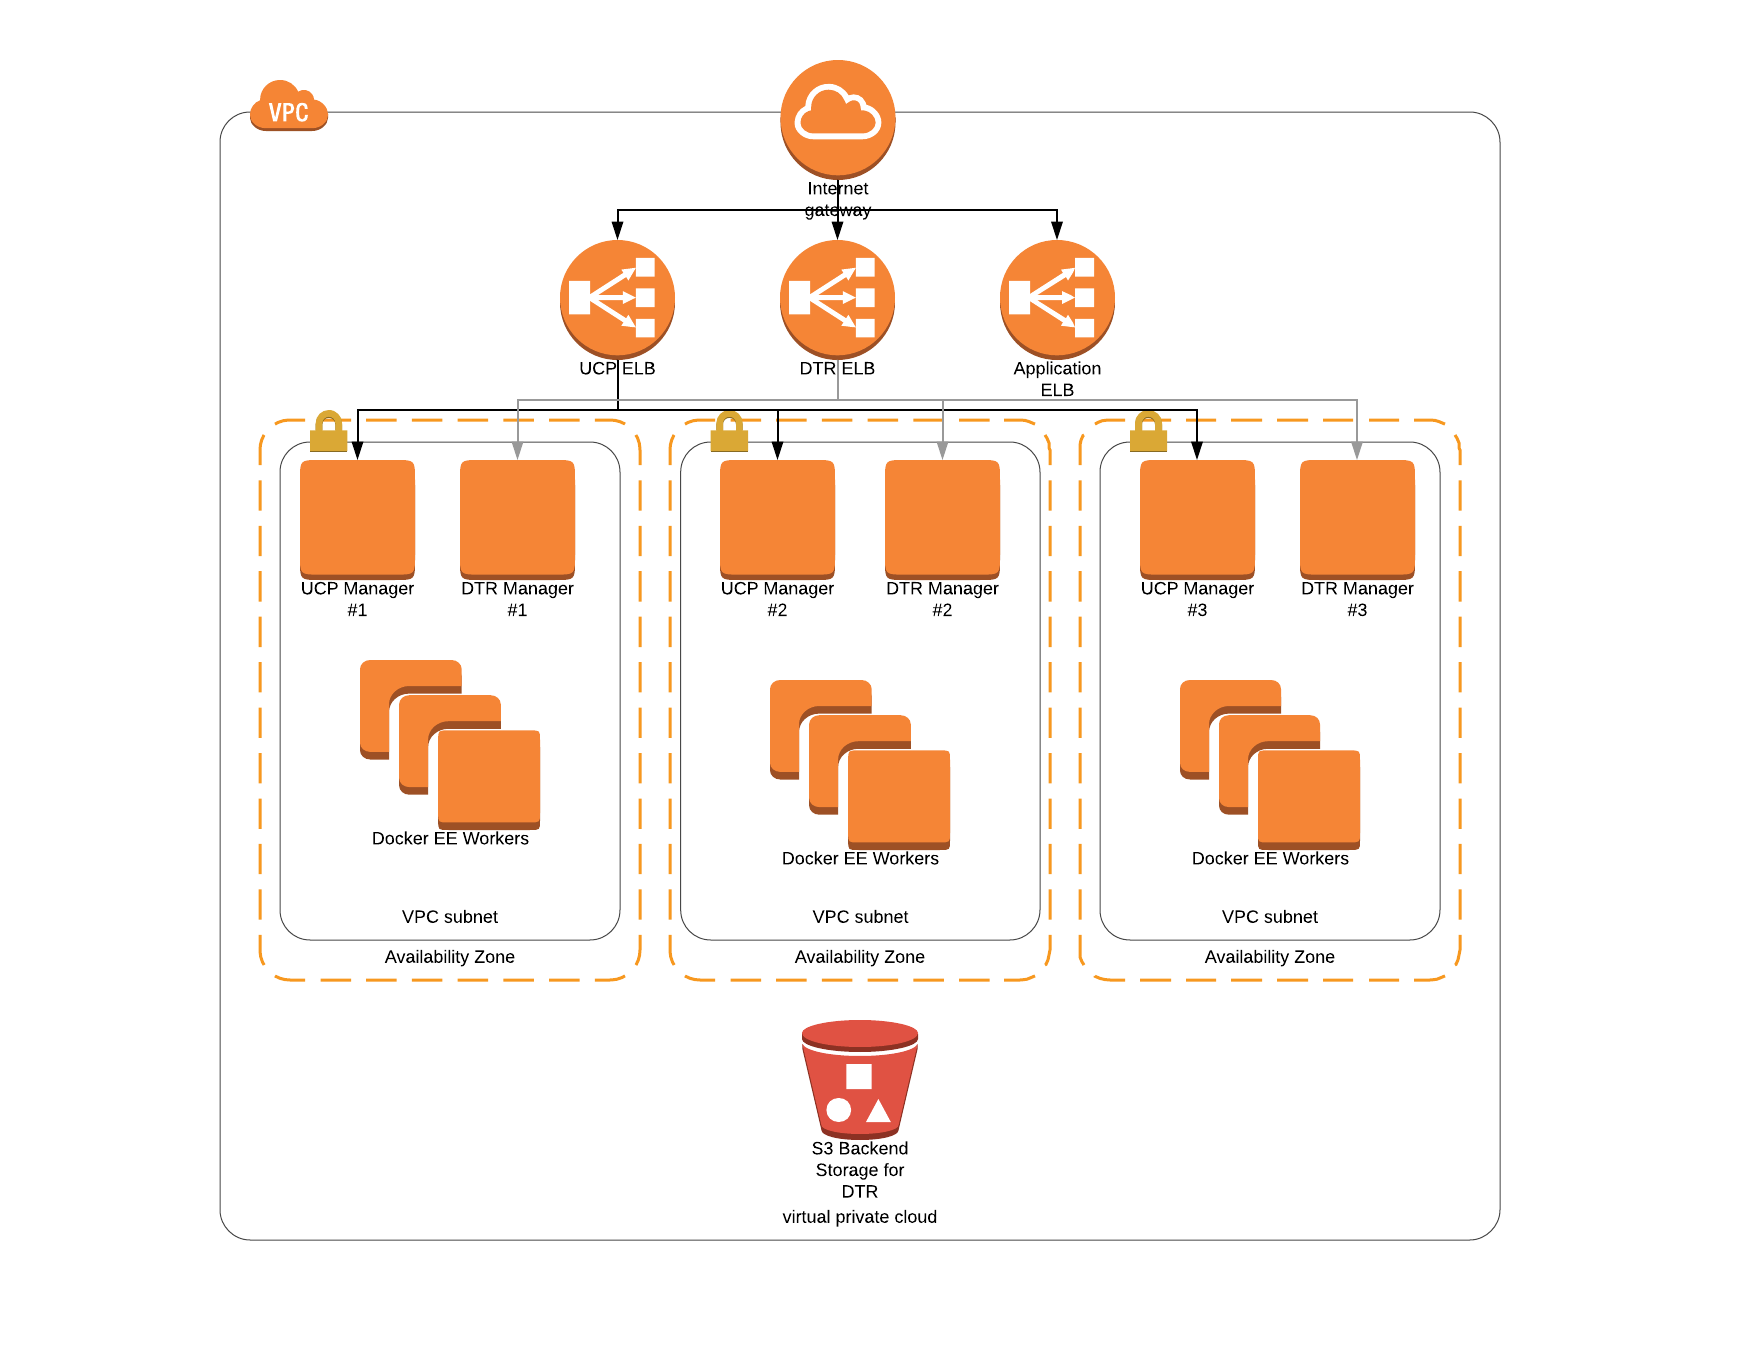 VPC
Internet
gateway
UCP ELB
DTR ELB
Application
ELB
UCP Manager
#1
DTR Manager
#1
UCP Manager
#2
DTR Manager
#2
UCP Manager
#3
DTR Manager
#3
Docker EE Workers
Docker EE Workers
Docker EE Workers
VPC subnet
VPC subnet
VPC subnet
Availability Zone
Availability Zone
Availability Zone
S3 Backend
Storage for
DTR
virtual private cloud